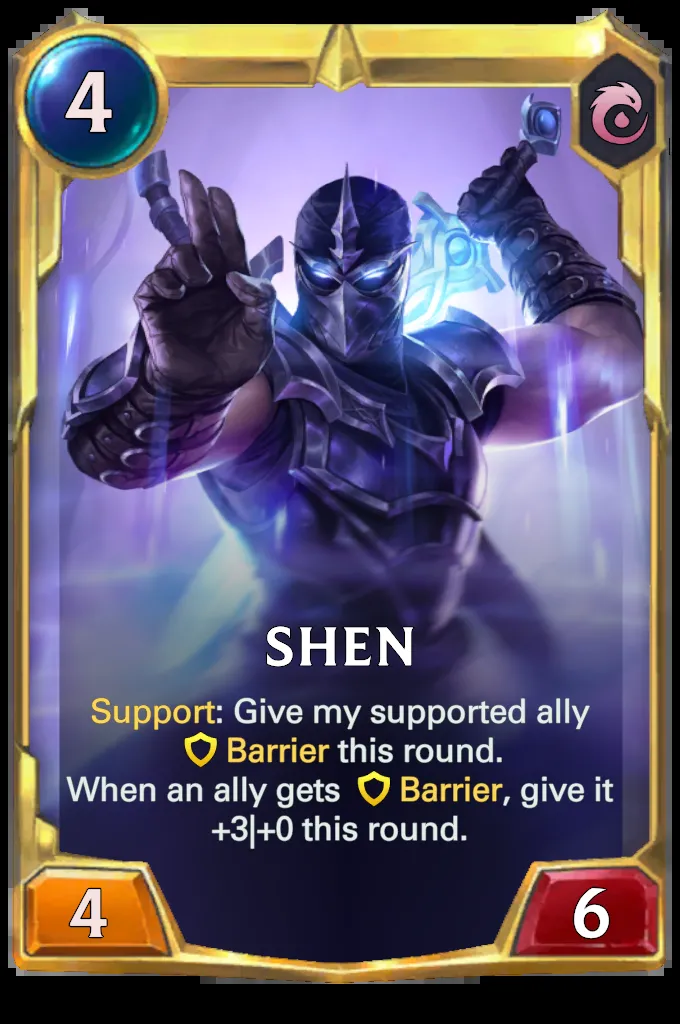 4
SHEN
Support: Give my supported ally
Barrier this round.
When an ally gets Barrier, give it
+3|+0 this round.
4
6